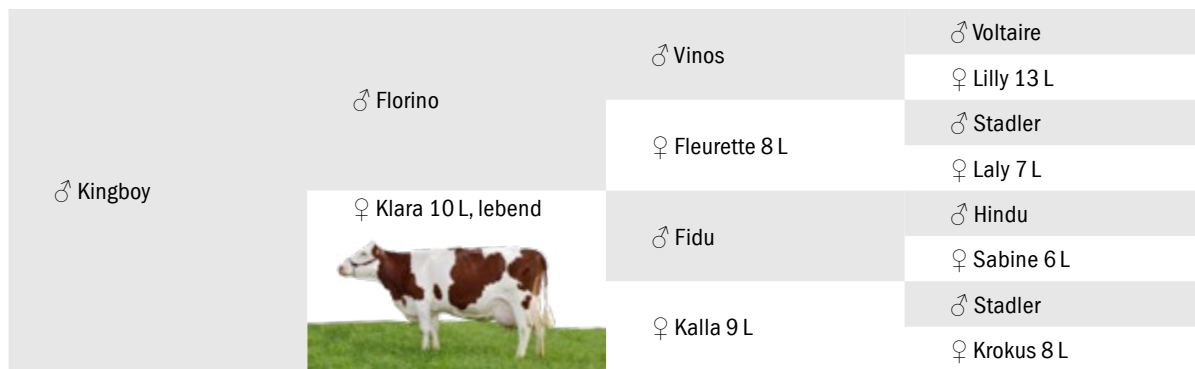 ♂ Kingboy
♂ Florino
♀ Klara 10 L, lebend
♂ Vinos
♀ Fleurette 8 L
♂ Fidu
♀ Kalla 9 L
♂ Voltaire
♀ Lilly 13 L
♂ Stadler
♀ Laly 7 L
♂ Hindu
♀ Sabine 6 L
♂ Stadler
♀ Krokus 8 L